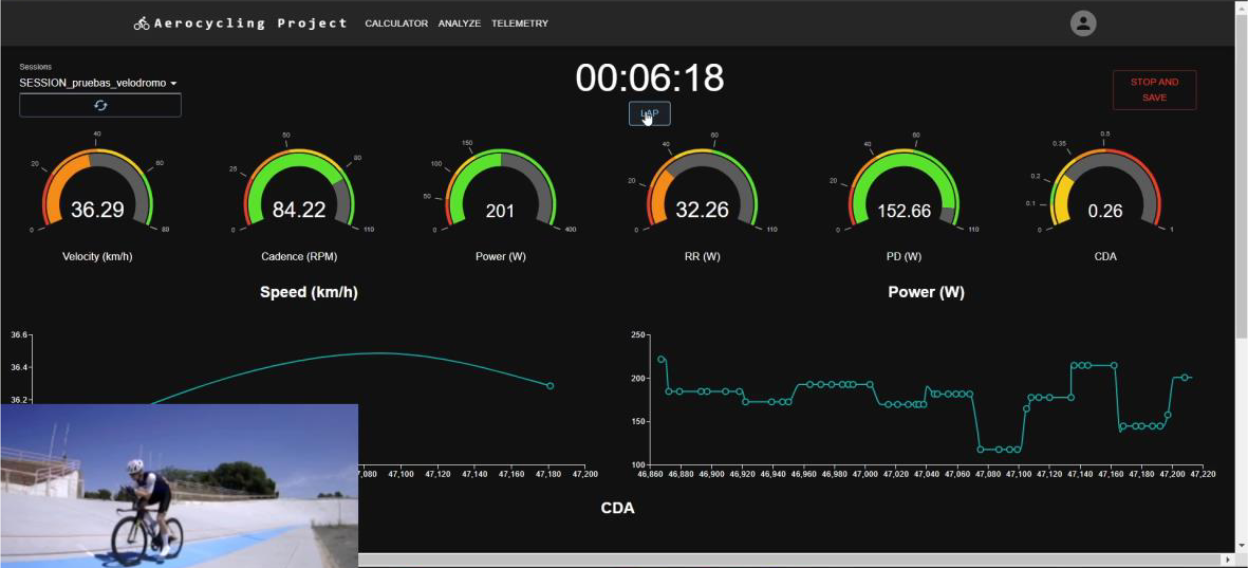 Aerocycling Project CALCULATOR ANALYZE TELEMETRY
Sessions
SESSION_pruebas_velodromo
00:06:18
LAP
STOP AND
SAVE
0 20 40 60 80
36.29
Velocity (km/h)
0 25 50 80 110
84.22
Cadence (RPM)
0 50 100 150 400
201
Power (W)
0 20 40 60 110
32.26
RR (W)
0 20 40 60 110
152.66
PD (W)
0 0.1 0.2 0.35 0.5 1
0.26
CDA
Speed (km/h)
36.6
36.4
36.2
7,080 47,100 47,120 47,140 47,160 47,180 47,200
Power (W)
250
200
150
100
46,860 46,880 46,900 46,920 46,940 46,960 46,980 47,000 47,020 47,040 47,060 47,080 47,100 47,120 47,140 47,160 47,180 47,200 47,220
CDA